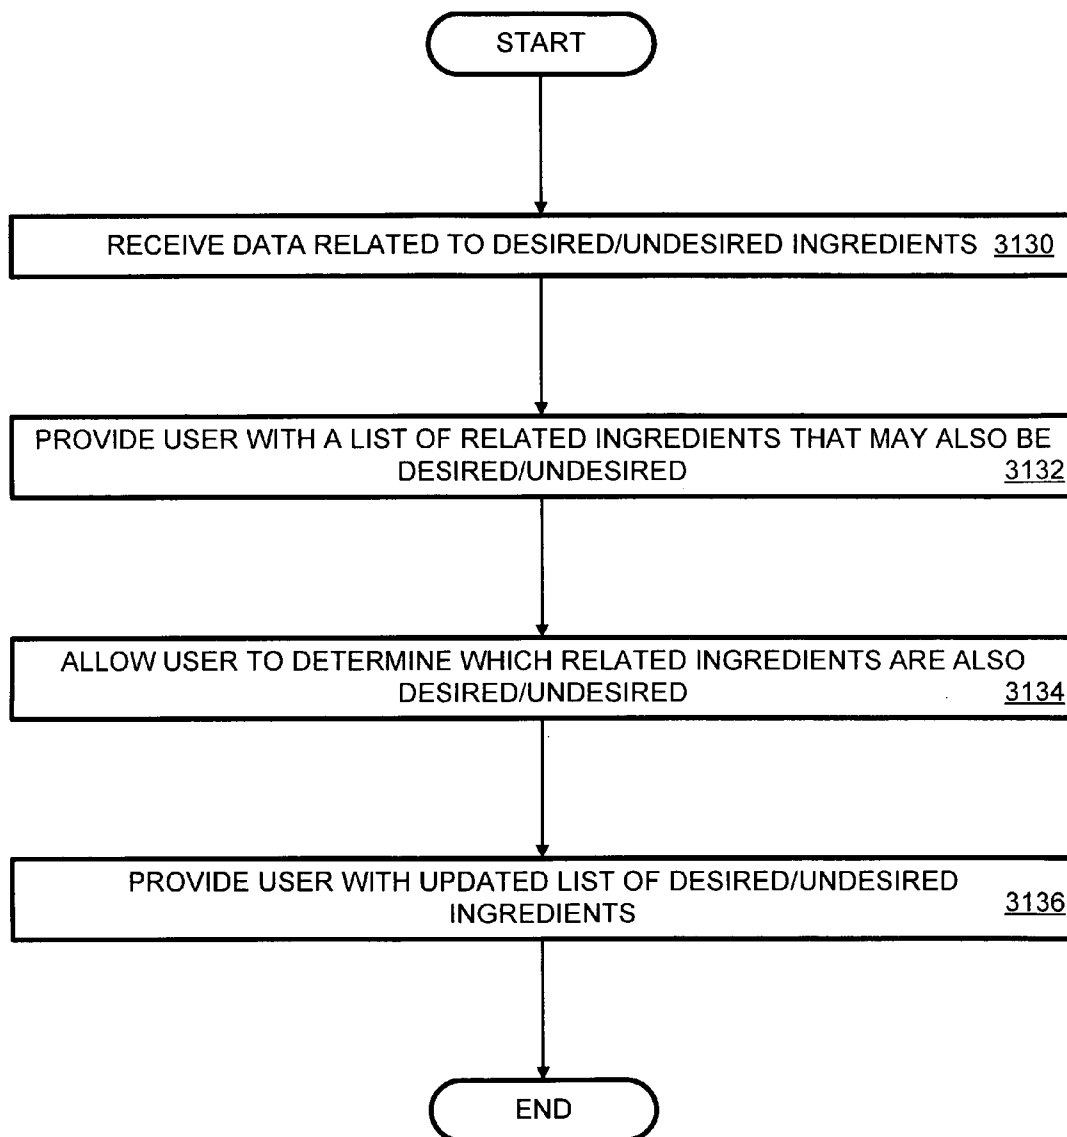 START
RECEIVE DATA RELATED TO DESIRED/UNDESIRED INGREDIENTS 3130
PROVIDE USER WITH A LIST OF RELATED INGREDIENTS THAT MAY ALSO BE
DESIRED/UNDESIRED 3132
ALLOW USER TO DETERMINE WHICH RELATED INGREDIENTS ARE ALSO
DESIRED/UNDESIRED 3134
PROVIDE USER WITH UPDATED LIST OF DESIRED/UNDESIRED
INGREDIENTS 3136
END